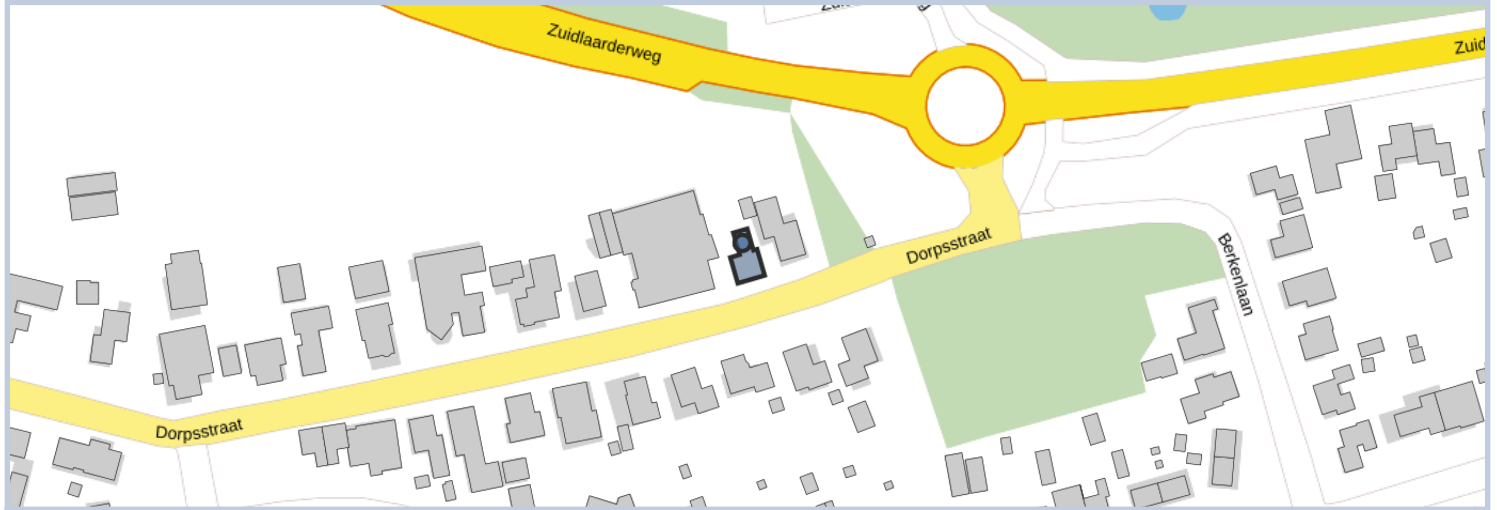 Zuidlaarderweg
Zuid
Dorpsstraat
Berkenlaan
Dorpsstraat